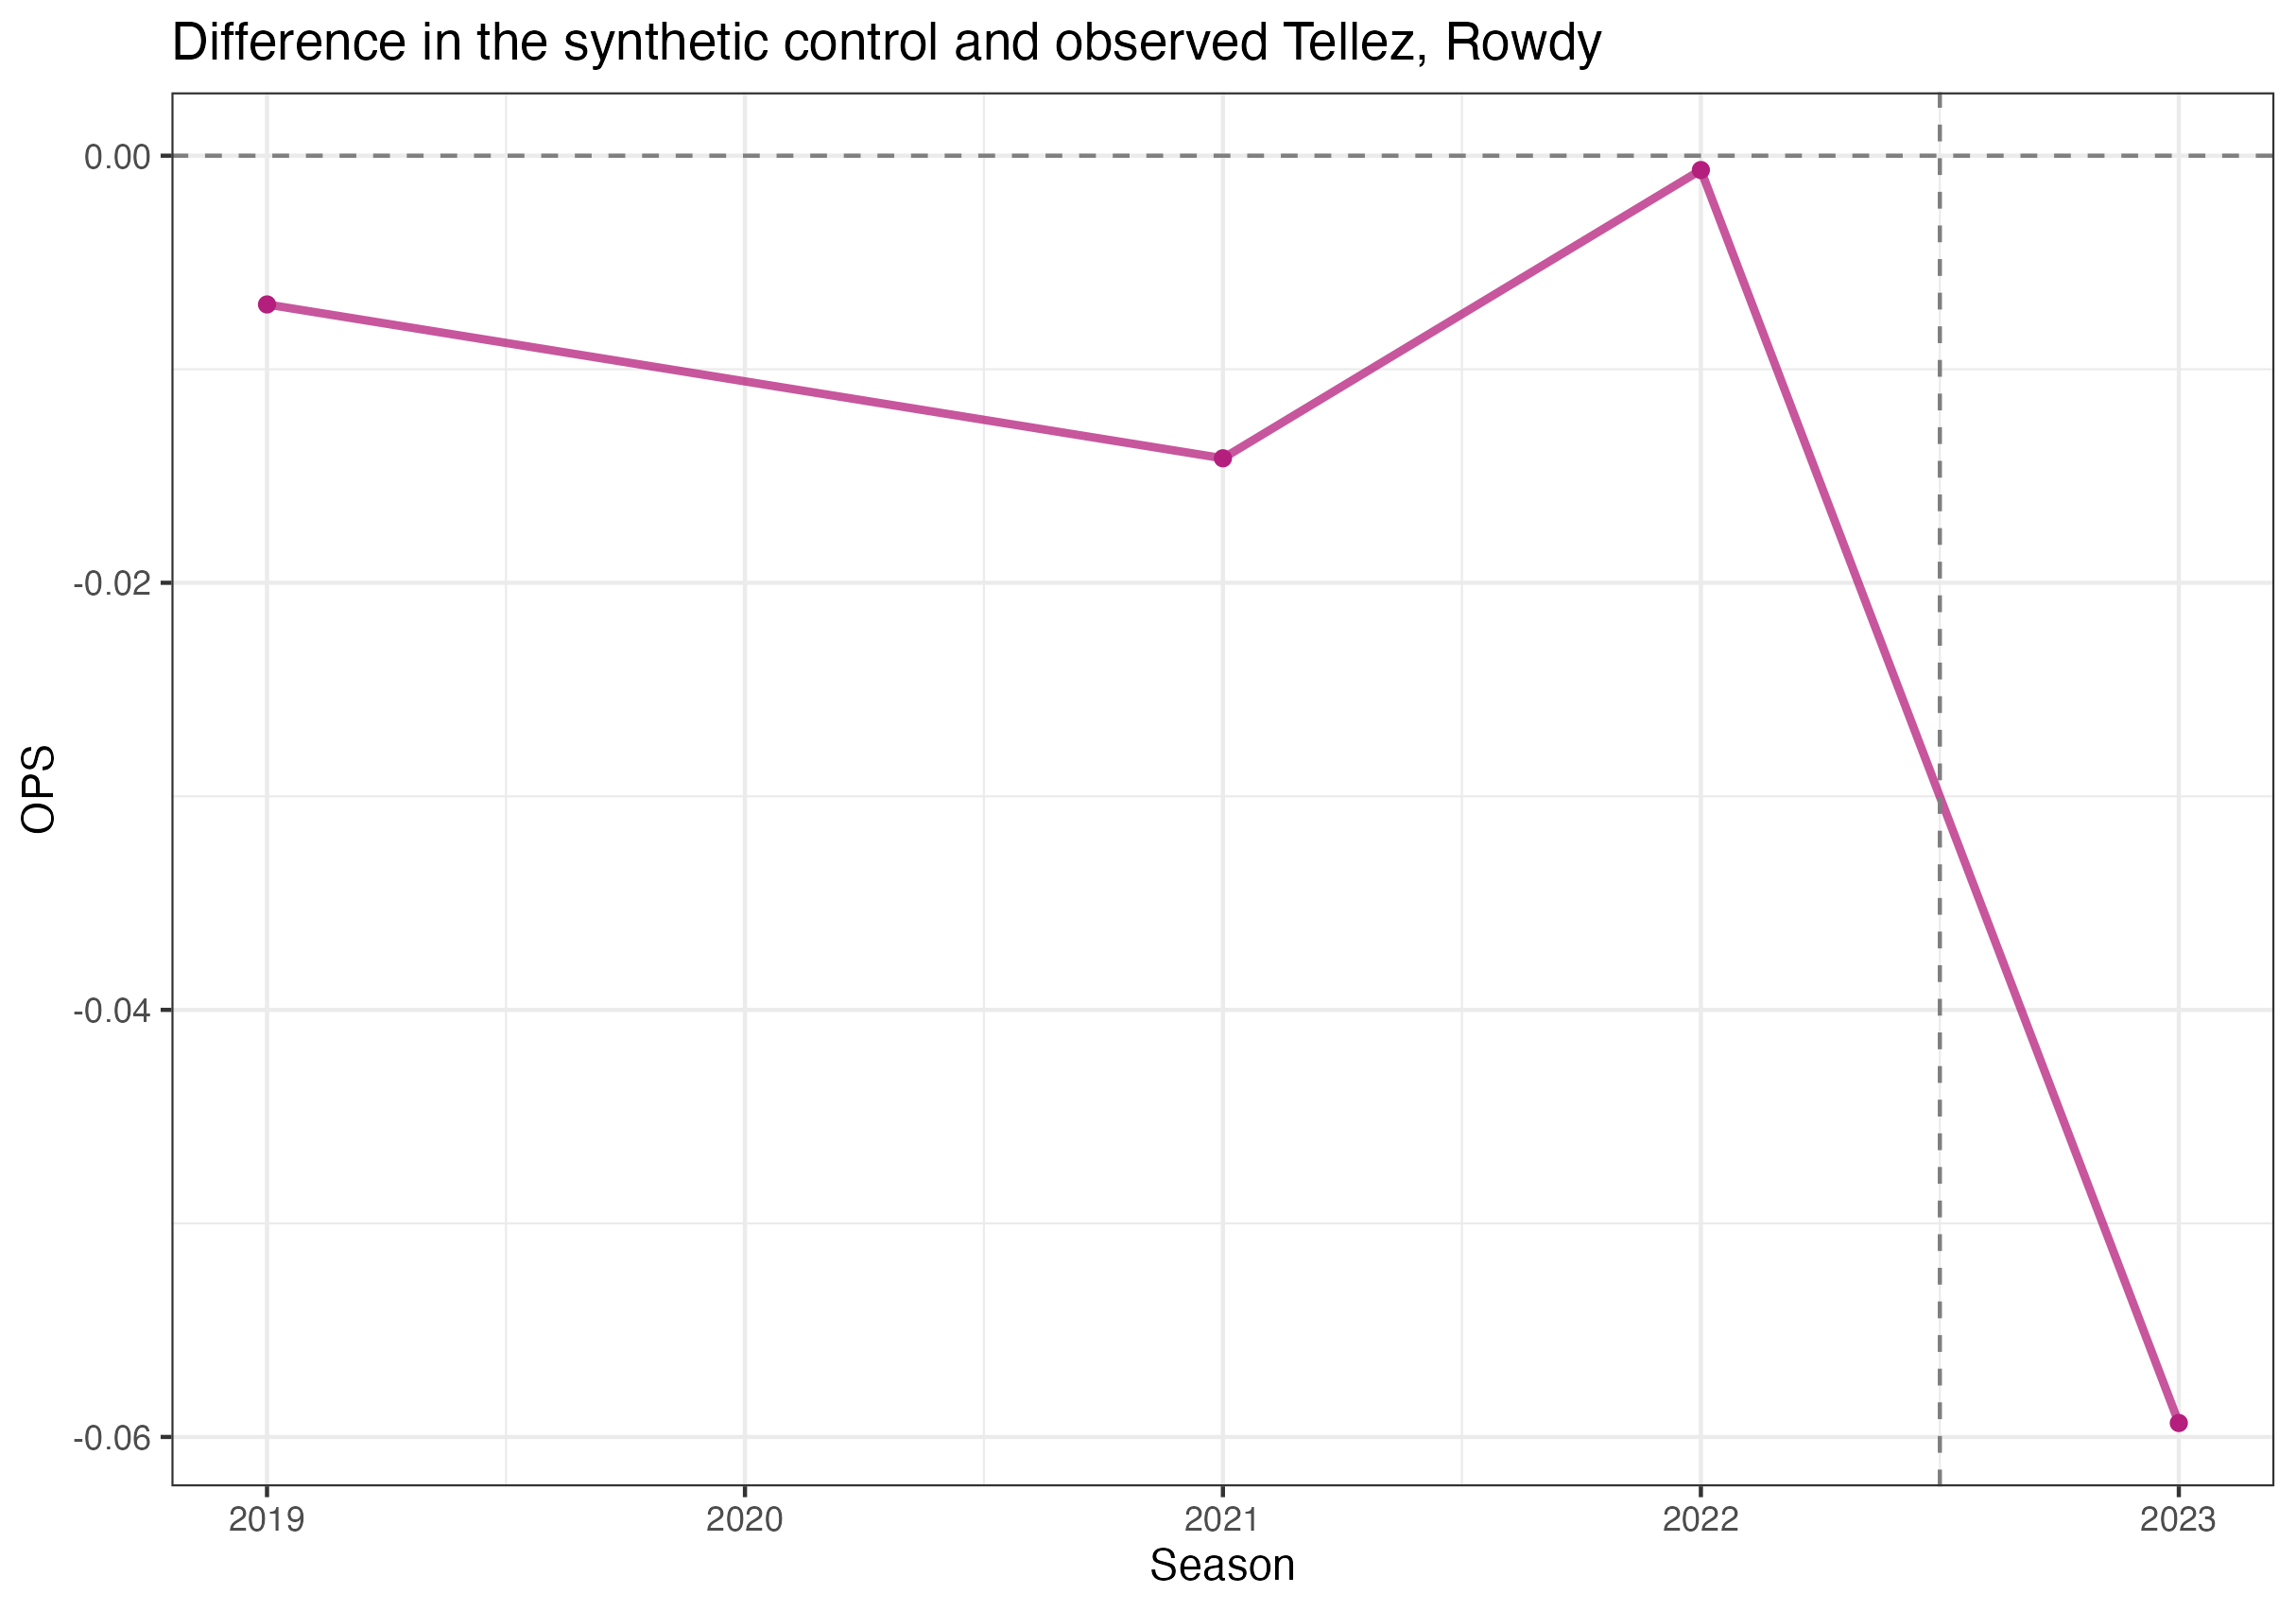 Difference in the synthetic control and observed Tellez, Rowdy
0.00
-0.02
-0.04
-0.06
OPS
2019 2020 2021 2022 2023
Season